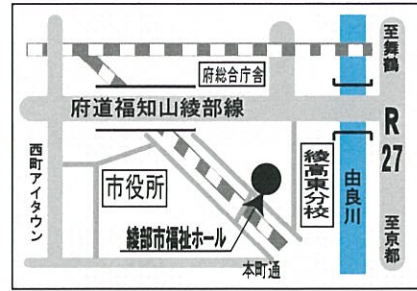 至舞鶴
府総合庁舎
府道福知山綾部線
R
27
西町アイタウン
市役所
綾高東分校
由良川
綾部市福祉ホール
至京都
本町通